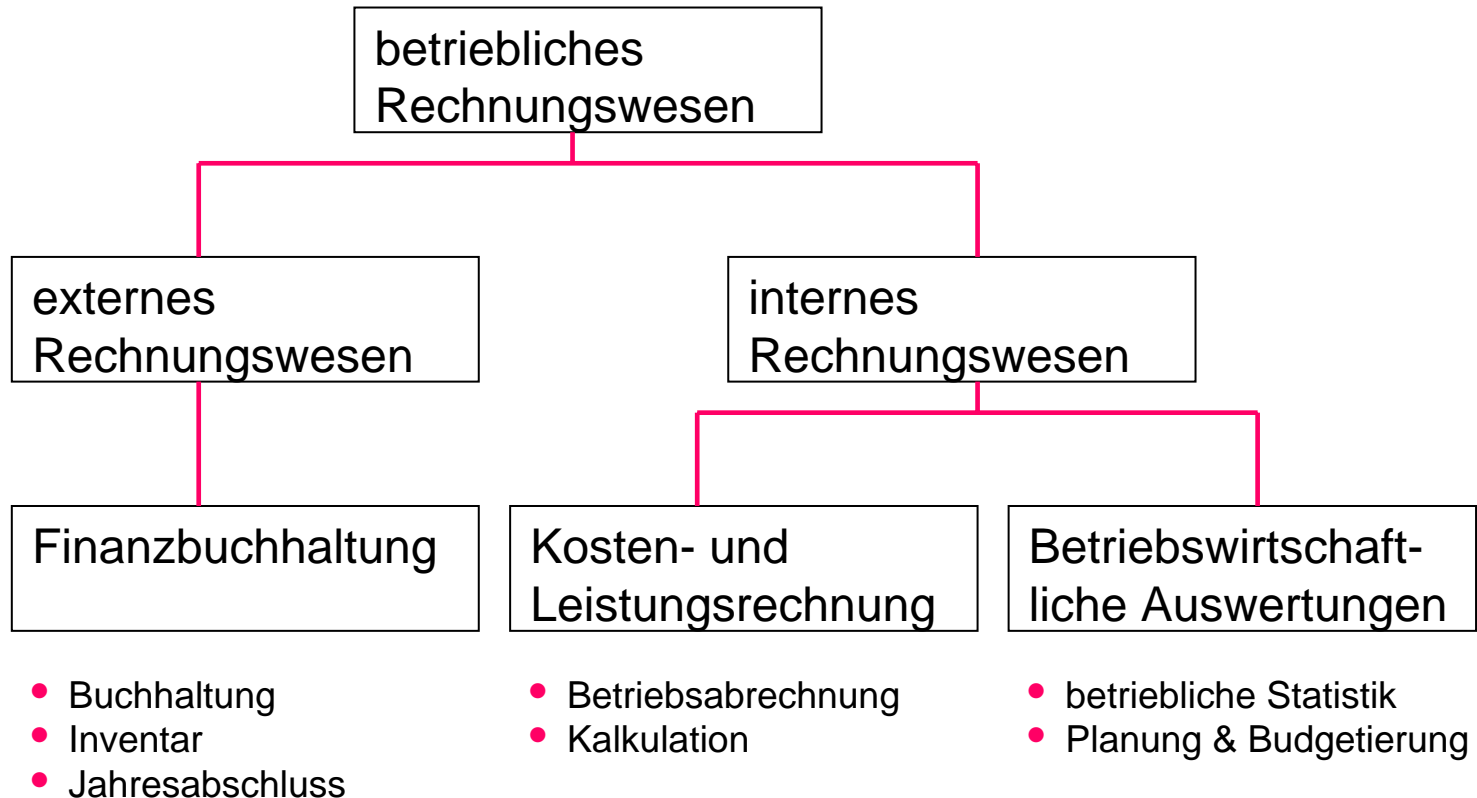 betriebliches
Rechnungswesen
externes
Rechnungswesen
internes
Rechnungswesen
Finanzbuchhaltung
Kosten- und
Leistungsrechnung
Betriebswirtschaft-
liche Auswertungen
• Buchhaltung
• Inventar
• Jahresabschluss
• Betriebsabrechnung
• Kalkulation
• betriebliche Statistik
• Planung & Budgetierung